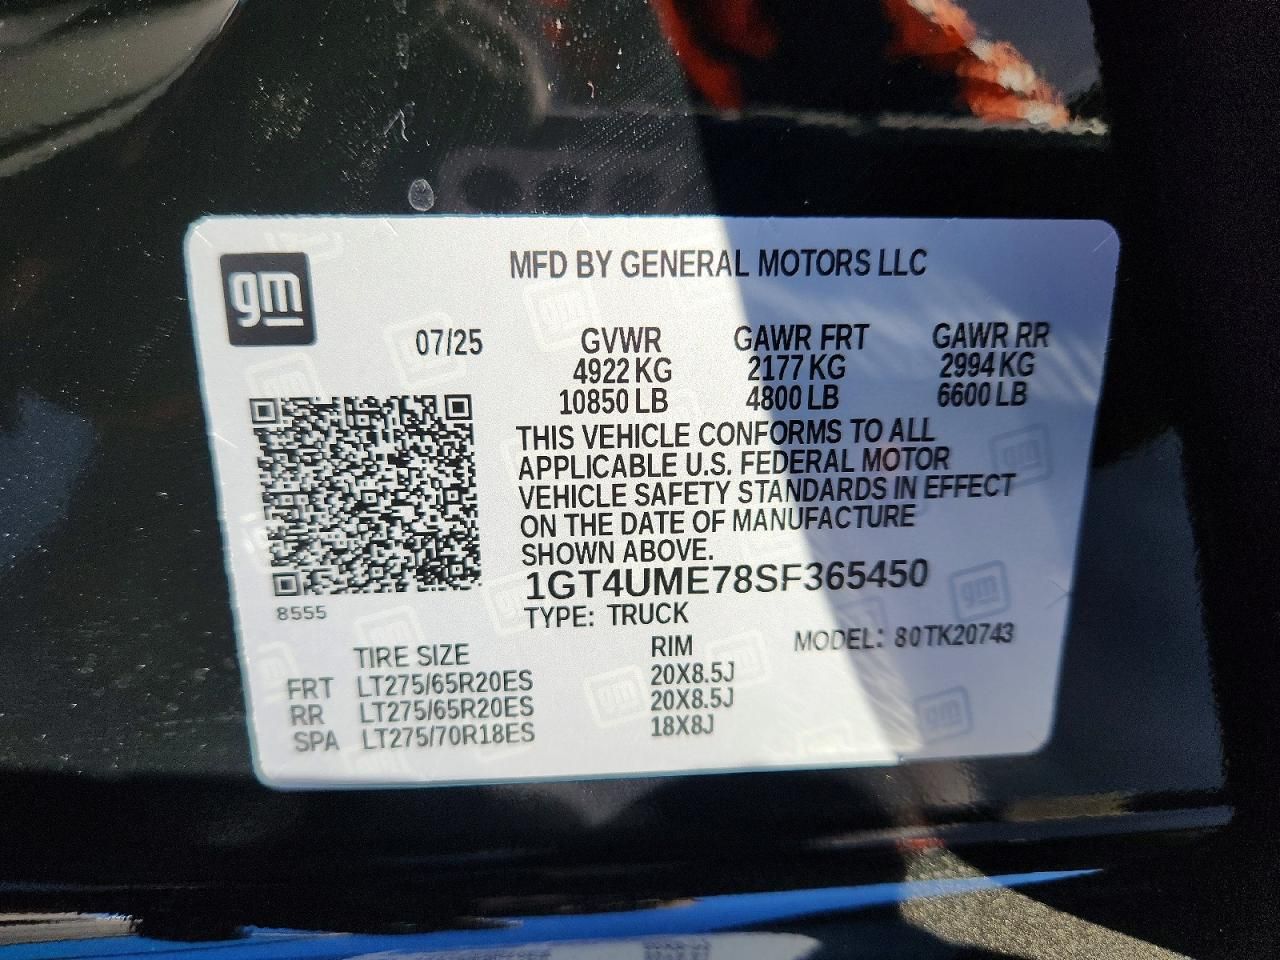 MFD BY GENERAL MOTORS LLC
gm
07/25
GVWR GAWR FRT GAWR RR
4922 KG 2177 KG 2994 KG
10850 LB 4800 LB 6600 LB
THIS VEHICLE CONFORMS TO ALL
APPLICABLE U.S. FEDERAL MOTOR
VEHICLE SAFETY STANDARDS IN EFFECT
ON THE DATE OF MANUFACTURE
SHOWN ABOVE.
1GT4UME78SF365450
8555
TYPE: TRUCK
MODEL: 80TK20743
TIRE SIZE RIM
FRT LT275/65R20ES 20X8.5J
RR LT275/65R20ES 20X8.5J
SPA LT275/70R18ES 18X8J